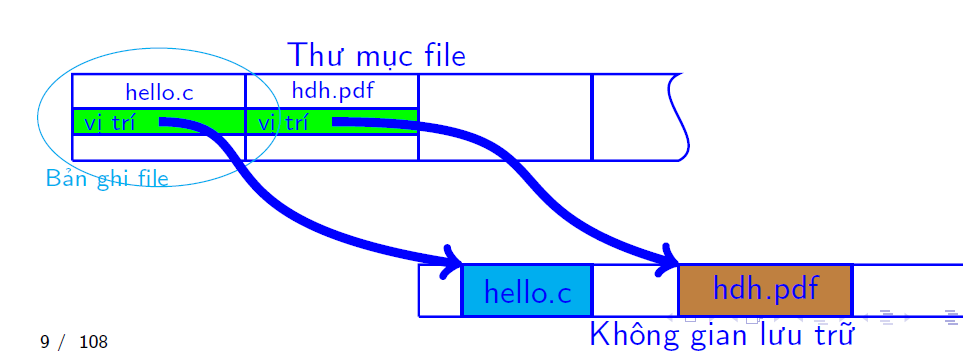 Thư mục file
hello.c
hdh.pdf
vị trí
vị trí
Bản ghi file
hello.c
hdh.pdf
Không gian lưu trữ
9 / 108